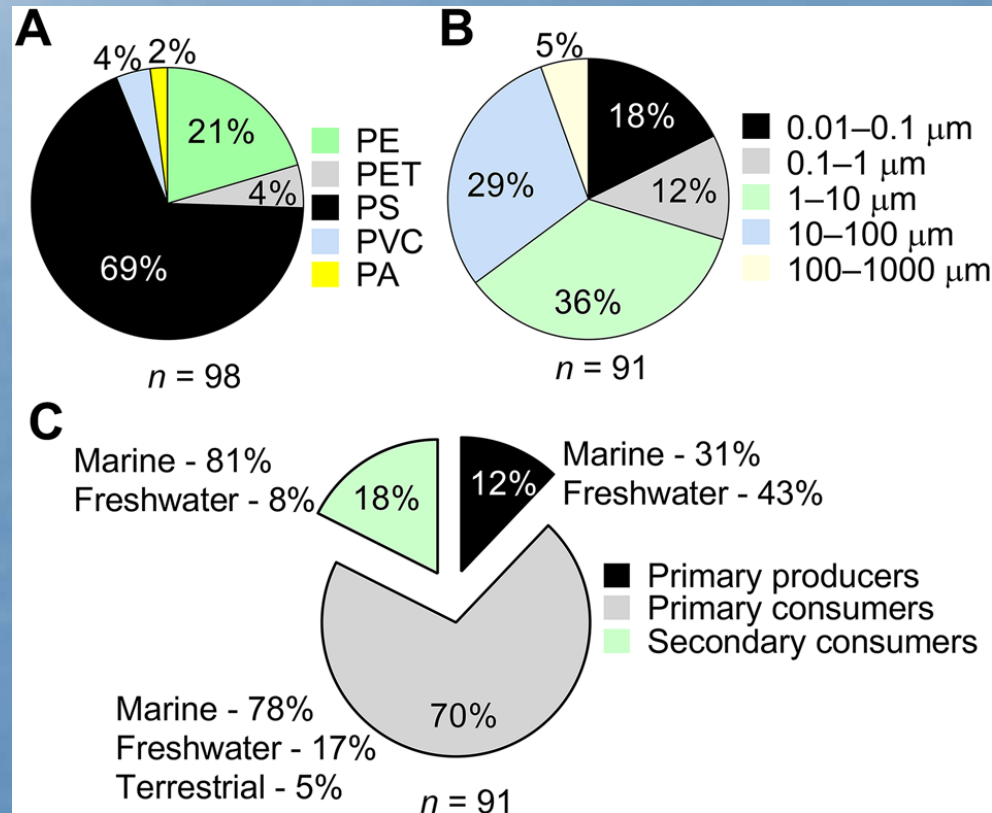 A
4% 2%
21%
4%
69%
PE
PET
PS
PVC
PA
n = 98
B
5%
18%
12%
29%
36%
0.01–0.1 μm
0.1–1 μm
1–10 μm
10–100 μm
100–1000 μm
n = 91
C
Marine - 81%
Freshwater - 8%
18%
12%
Marine - 31%
Freshwater - 43%
Primary producers
Primary consumers
Secondary consumers
70%
Marine - 78%
Freshwater - 17%
Terrestrial - 5%
n = 91